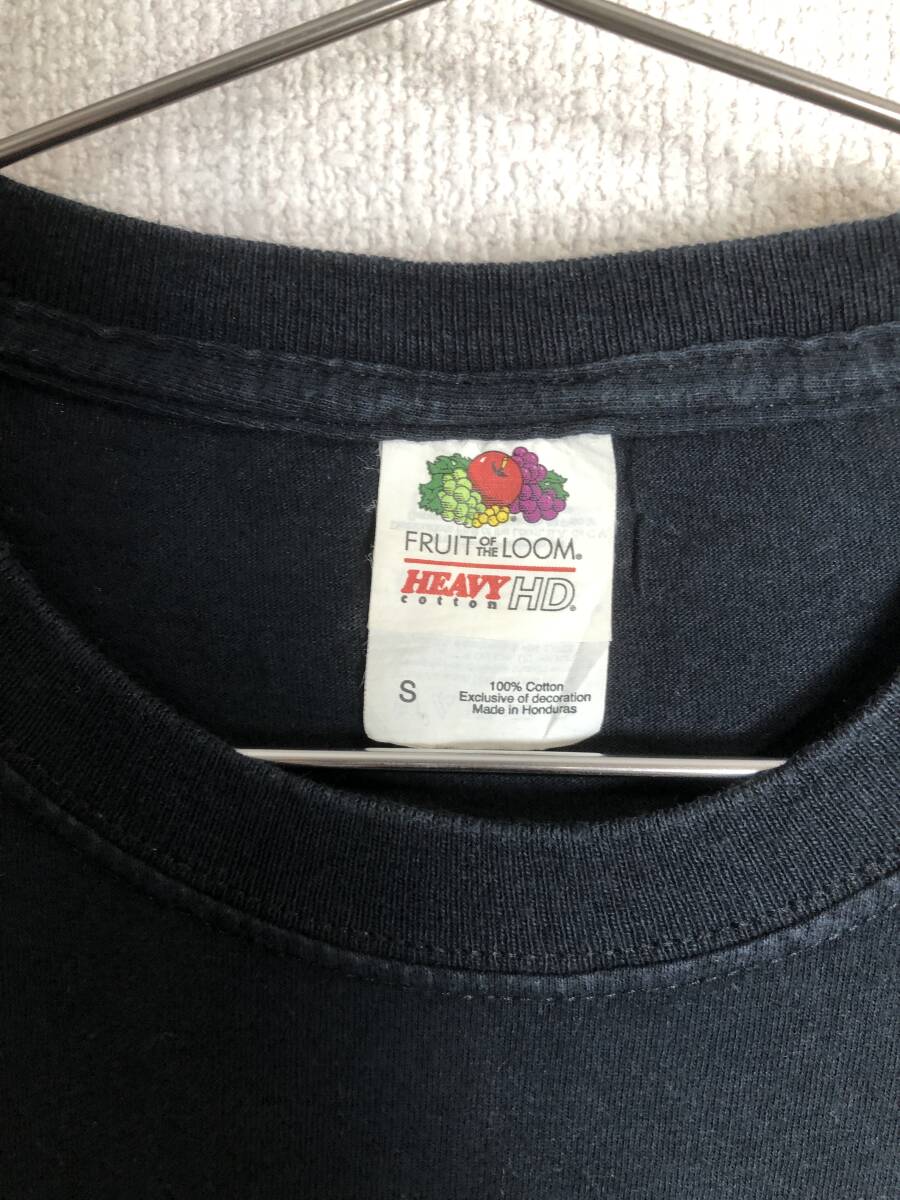 FRUIT OF THE LOOM®
HEAVY cotton HD®
S
100% Cotton
Exclusive of decoration
Made in Honduras